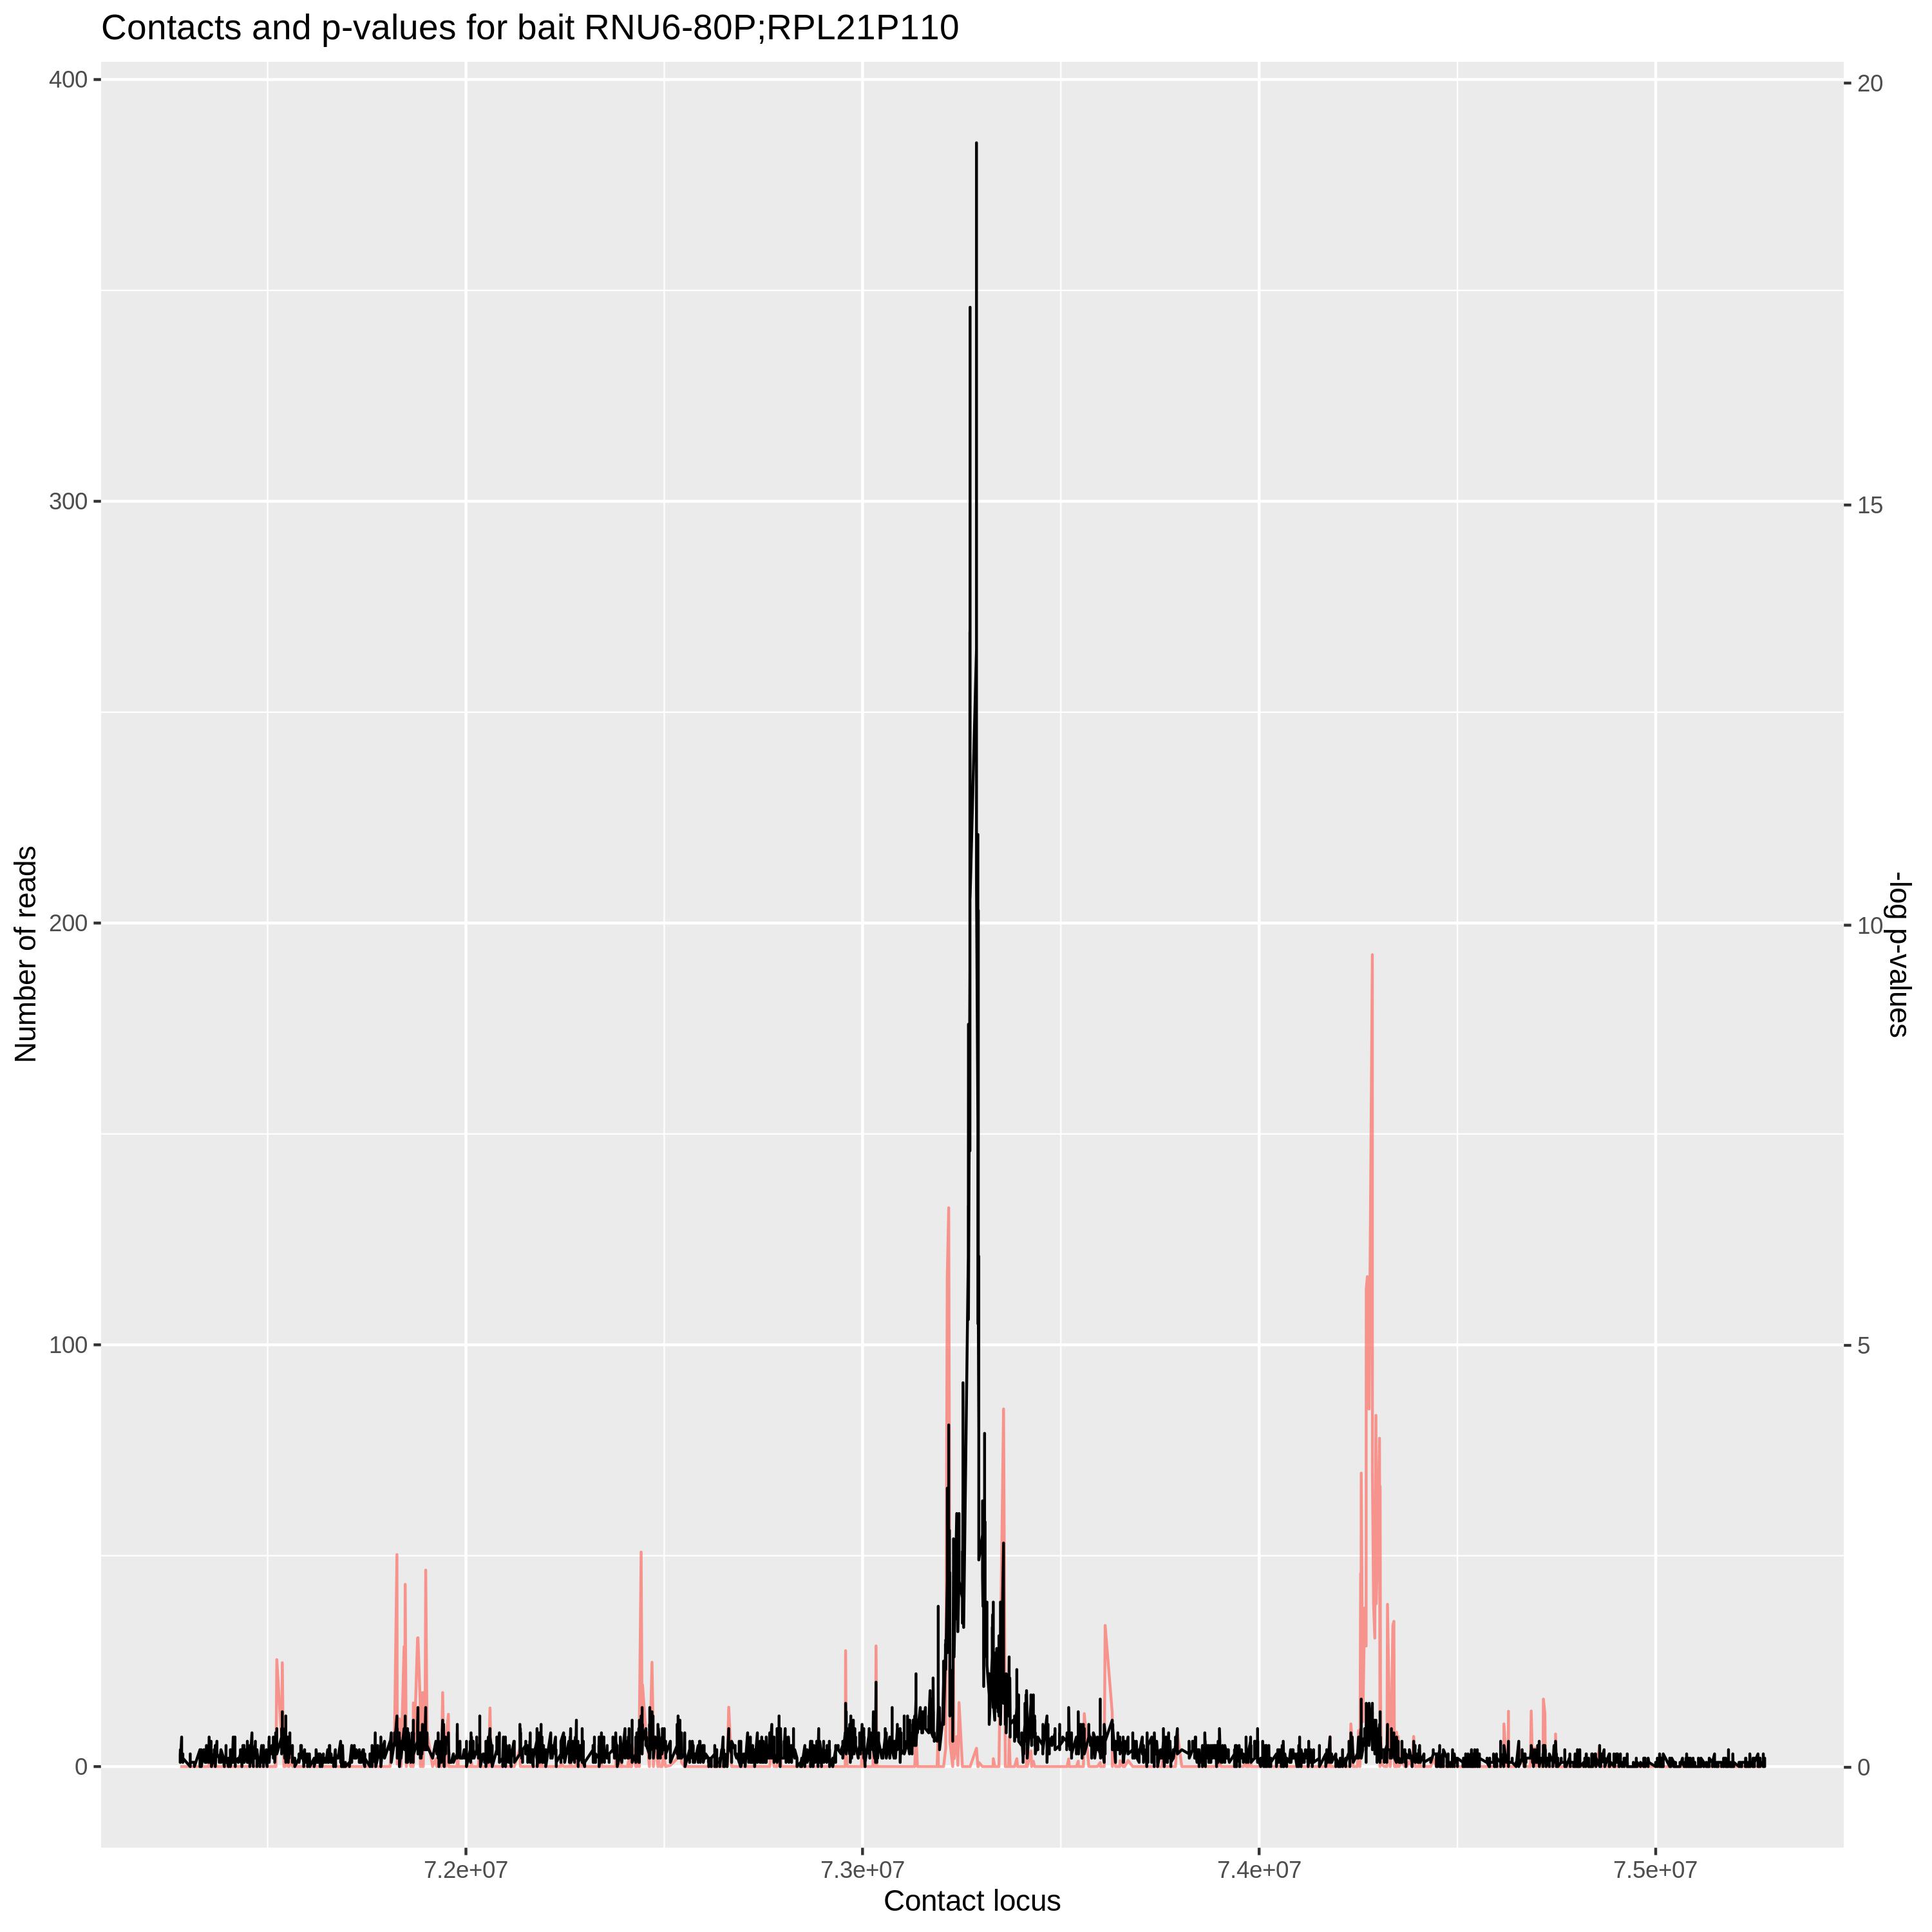 Contacts and p-values for bait RNU6-80P;RPL21P110
400
300
200
100
0
20
15
10
5
0
Number of reads
-log p-values
7.2e+07
7.3e+07
7.4e+07
7.5e+07
Contact locus